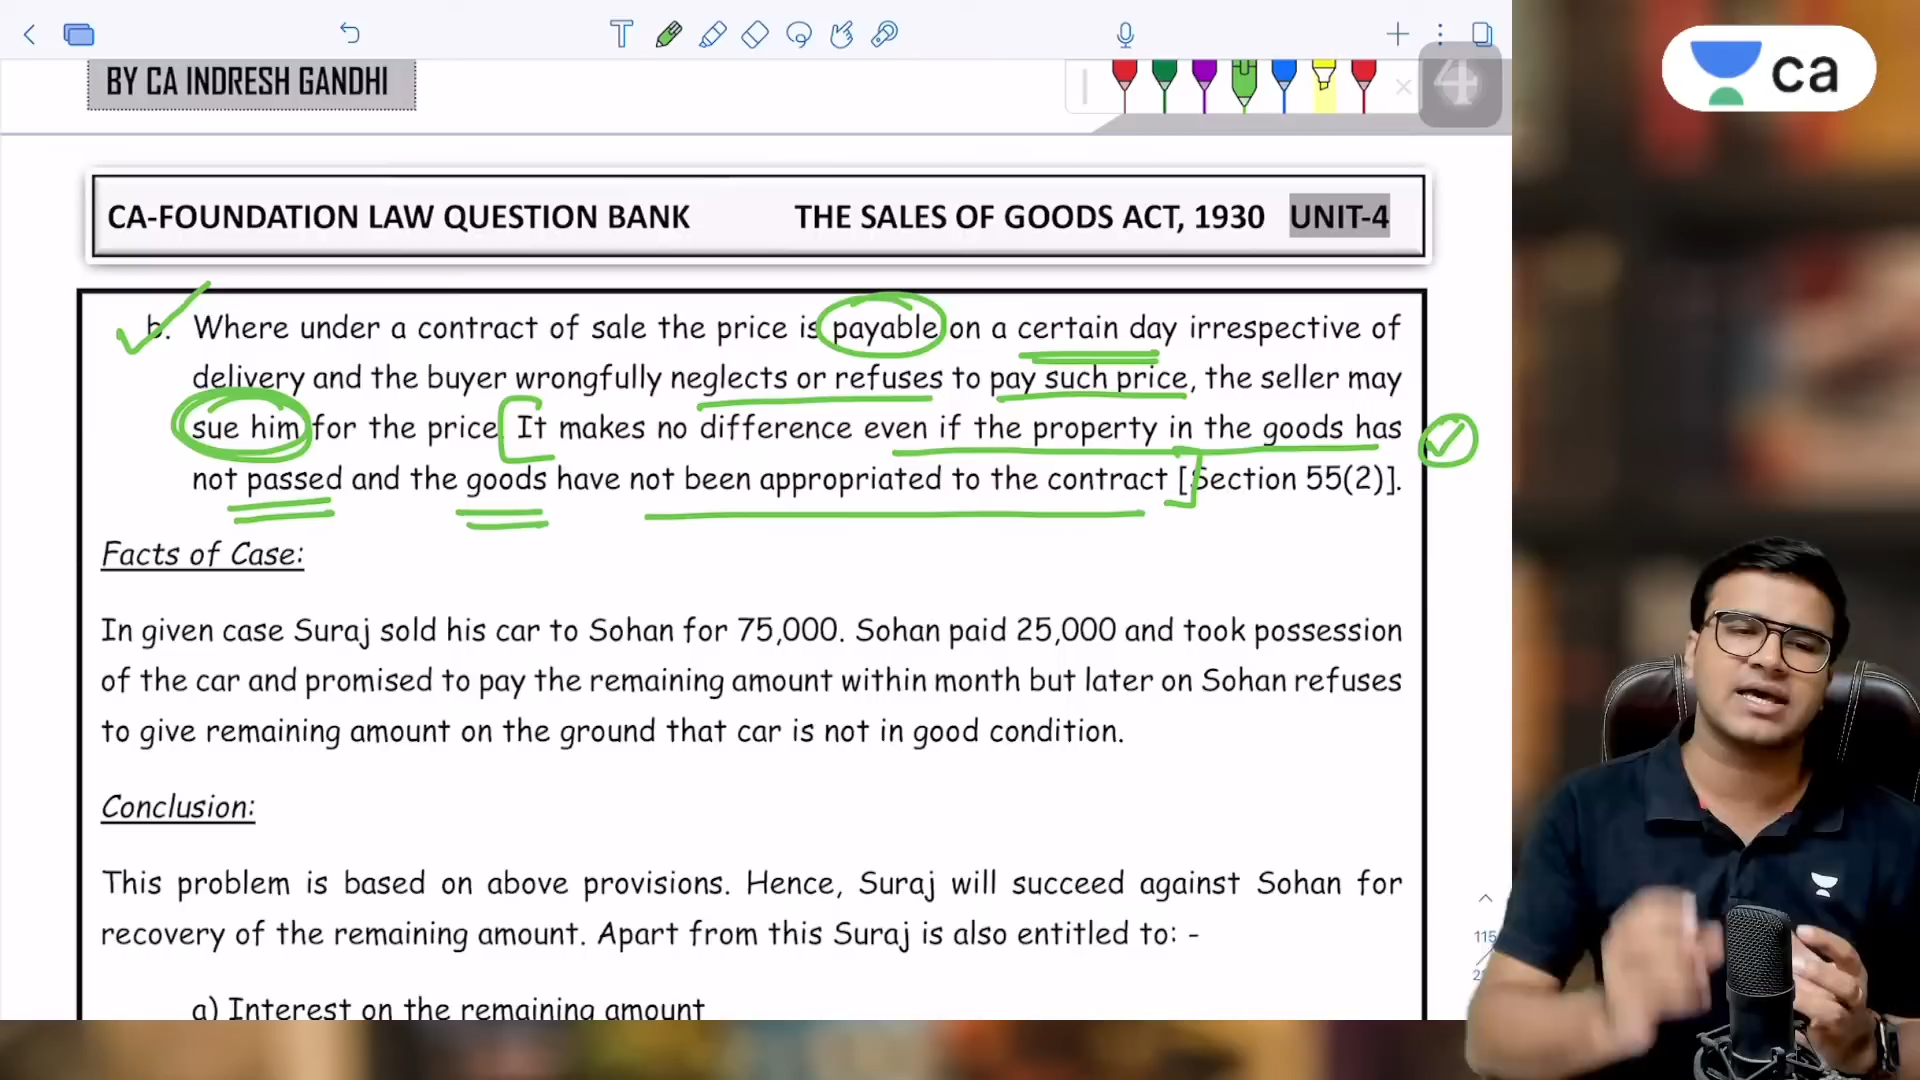 BY CA INDRESH GANDHI
4
ca
CA-FOUNDATION LAW QUESTION BANK THE SALES OF GOODS ACT, 1930 UNIT-4
b. Where under a contract of sale the price is payable on a certain day irrespective of
delivery and the buyer wrongfully neglects or refuses to pay such price, the seller may
sue him for the price. It makes no difference even if the property in the goods has
not passed and the goods have not been appropriated to the contract [Section 55(2)].
Facts of Case:
In given case Suraj sold his car to Sohan for 75,000. Sohan paid 25,000 and took possession
of the car and promised to pay the remaining amount within month but later on Sohan refuses
to give remaining amount on the ground that car is not in good condition.
Conclusion:
This problem is based on above provisions. Hence, Suraj will succeed against Sohan for
recovery of the remaining amount. Apart from this Suraj is also entitled to: -
115
a) Interest on the remaining amount